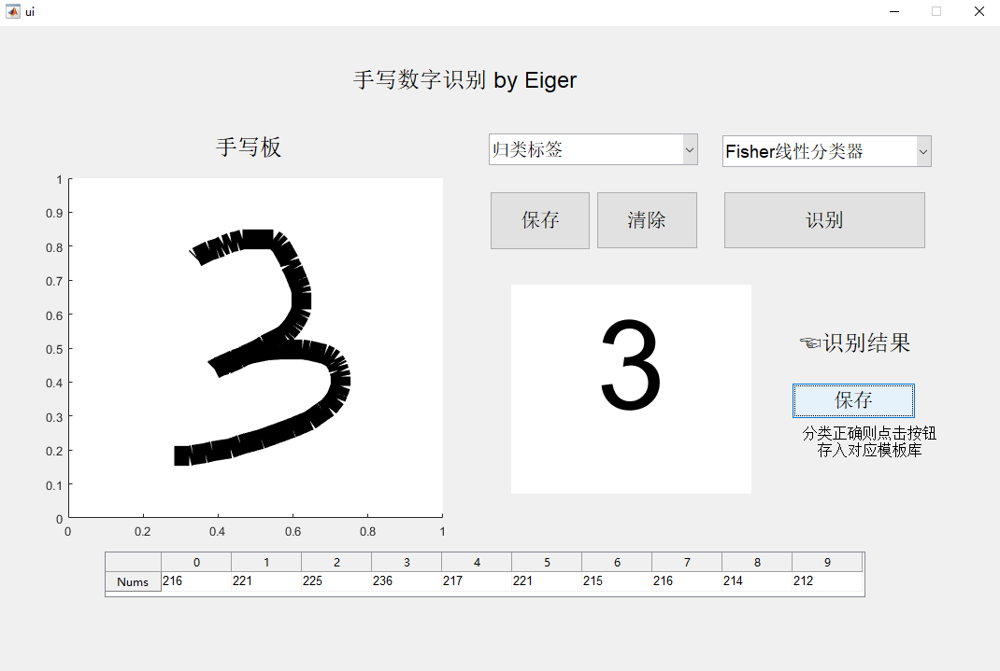 ui
手写数字识别 by Eiger
手写板
归类标签
Fisher线性分类器
保存
清除
识别
1
0.9
0.8
0.7
0.6
0.5
0.4
0.3
0.2
0.1
0
0 0.2 0.4 0.6 0.8 1
3
3
☜识别结果
保存
分类正确则点击按钮
存入对应模板库
0 1 2 3 4 5 6 7 8 9
Nums 216 221 225 236 217 221 215 216 214 212